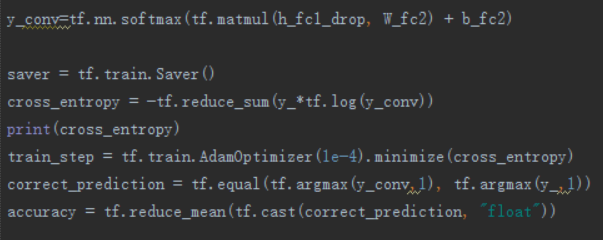 y_conv=tf.nn.softmax(tf.matmul(h_fc1_drop, W_fc2) + b_fc2)
saver = tf.train.Saver()
cross_entropy = -tf.reduce_sum(y_*tf.log(y_conv))
print(cross_entropy)
train_step = tf.train.AdamOptimizer(1e-4).minimize(cross_entropy)
correct_prediction = tf.equal(tf.argmax(y_conv,1), tf.argmax(y_,1))
accuracy = tf.reduce_mean(tf.cast(correct_prediction, "float"))